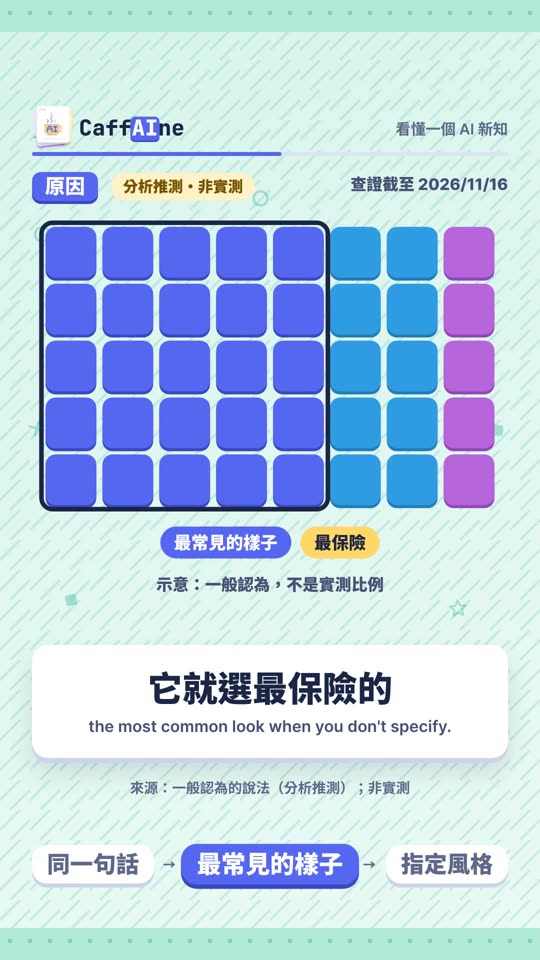 CaffAIne
看懂一個 AI 新知
原因
分析推測・非實測
查證截至 2026/11/16
最常見的樣子
最保險
示意：一般認為，不是實測比例
它就選最保險的
the most common look when you don't specify.
來源：一般認為的說法（分析推測）；非實測
同一句話 → 最常見的樣子 → 指定風格